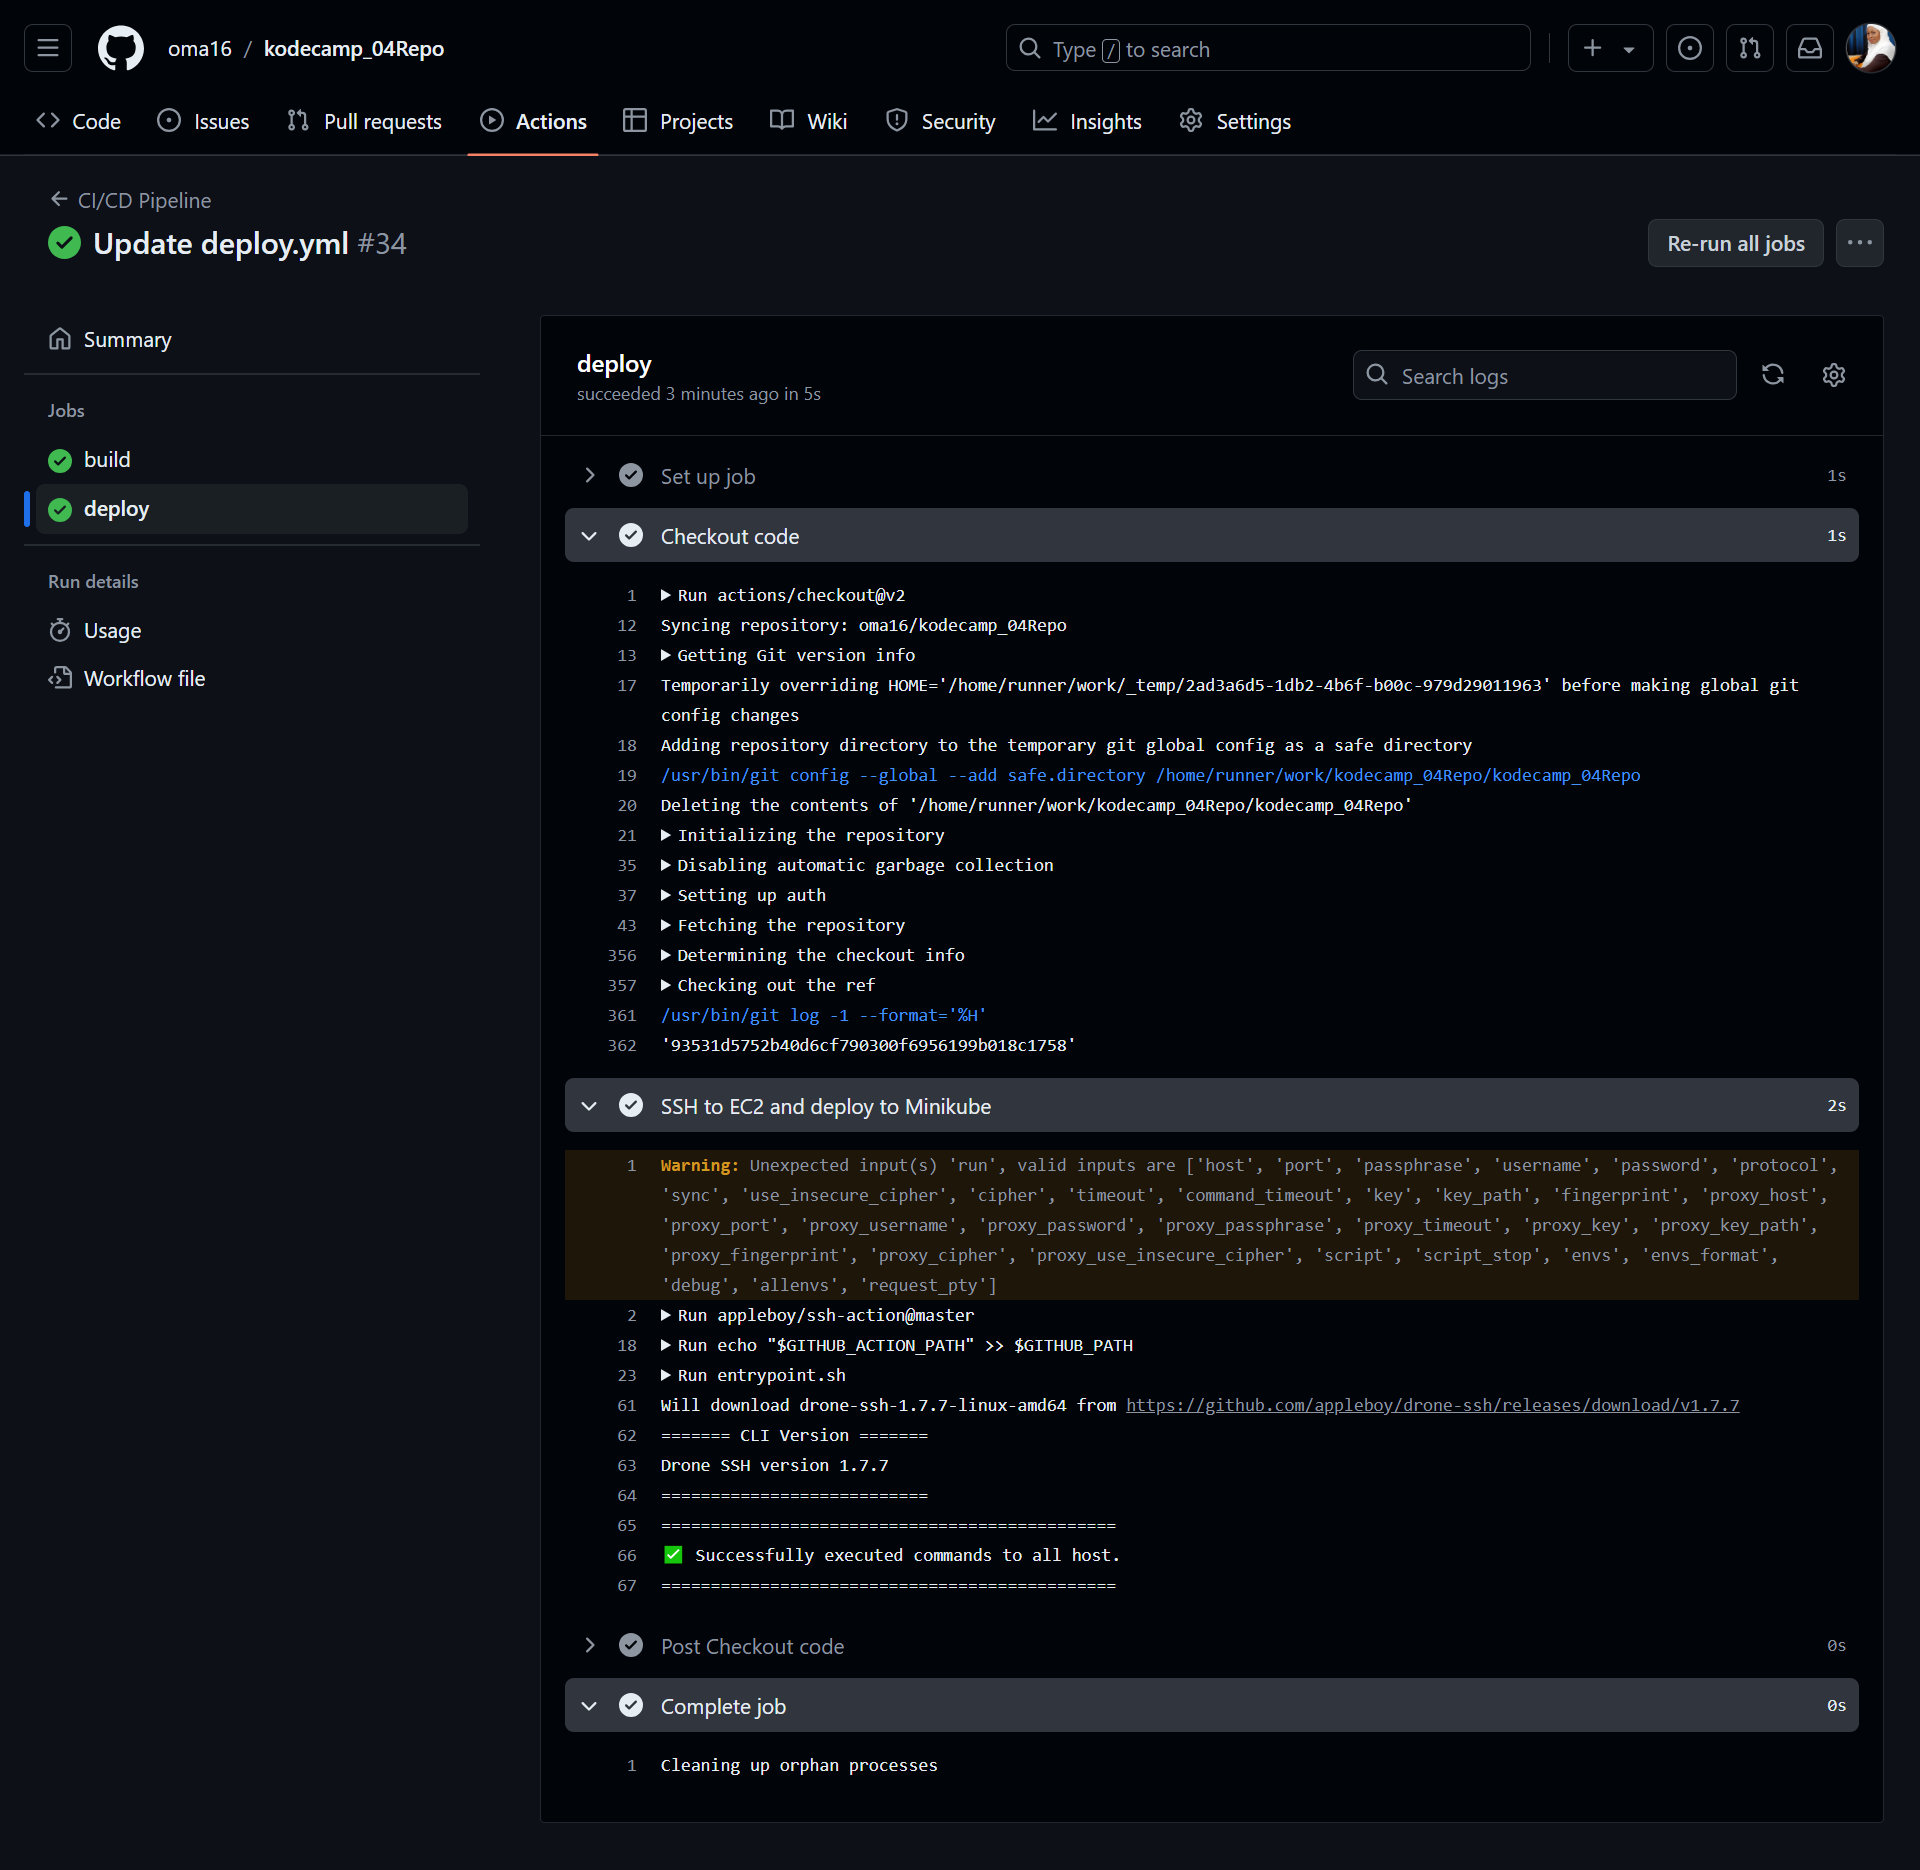 oma16 / kodecamp_04Repo
Type / to search
Code
Issues
Pull requests
Actions
Projects
Wiki
Security
Insights
Settings
CI/CD Pipeline
Update deploy.yml #34
Re-run all jobs
Summary
Jobs
build
deploy
Run details
Usage
Workflow file
deploy
succeeded 3 minutes ago in 5s
Search logs
Set up job 1s
Checkout code 1s
1 Run actions/checkout@v2
12 Syncing repository: oma16/kodecamp_04Repo
13 Getting Git version info
17 Temporarily overriding HOME='/home/runner/work/_temp/2ad3a6d5-1db2-4b6f-b00c-979d29011963' before making global git
config changes
18 Adding repository directory to the temporary git global config as a safe directory
19 /usr/bin/git config --global --add safe.directory /home/runner/work/kodecamp_04Repo/kodecamp_04Repo
20 Deleting the contents of '/home/runner/work/kodecamp_04Repo/kodecamp_04Repo'
21 Initializing the repository
35 Disabling automatic garbage collection
37 Setting up auth
43 Fetching the repository
356 Determining the checkout info
357 Checking out the ref
361 /usr/bin/git log -1 --format='%H'
362 '93531d5752b40d6cf790300f6956199b018c1758'
SSH to EC2 and deploy to Minikube 2s
1 Warning: Unexpected input(s) 'run', valid inputs are ['host', 'port', 'passphrase', 'username', 'password', 'protocol',
'sync', 'use_insecure_cipher', 'cipher', 'timeout', 'command_timeout', 'key', 'key_path', 'fingerprint', 'proxy_host',
'proxy_port', 'proxy_username', 'proxy_password', 'proxy_passphrase', 'proxy_timeout', 'proxy_key', 'proxy_key_path',
'proxy_fingerprint', 'proxy_cipher', 'proxy_use_insecure_cipher', 'script', 'script_stop', 'envs', 'envs_format',
'debug', 'allenvs', 'request_pty']
2 Run appleboy/ssh-action@master
18 Run echo "$GITHUB_ACTION_PATH" >> $GITHUB_PATH
23 Run entrypoint.sh
61 Will download drone-ssh-1.7.7-linux-amd64 from https://github.com/appleboy/drone-ssh/releases/download/v1.7.7
62 ======= CLI Version =======
63 Drone SSH version 1.7.7
64 ===========================
65 ==============================================
66 ✅ Successfully executed commands to all host.
67 ==============================================
Post Checkout code 0s
Complete job 0s
1 Cleaning up orphan processes